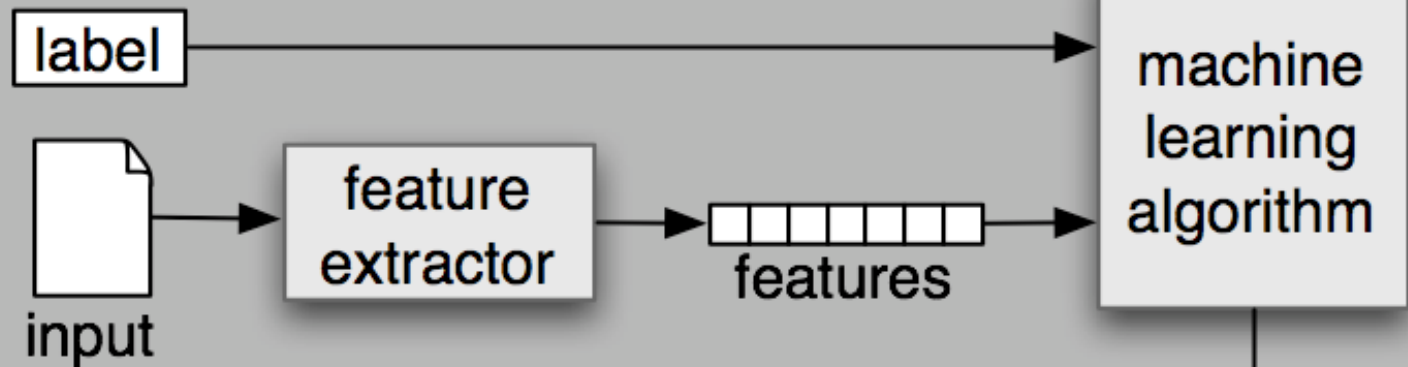 label
input
feature
extractor
features
machine
learning
algorithm